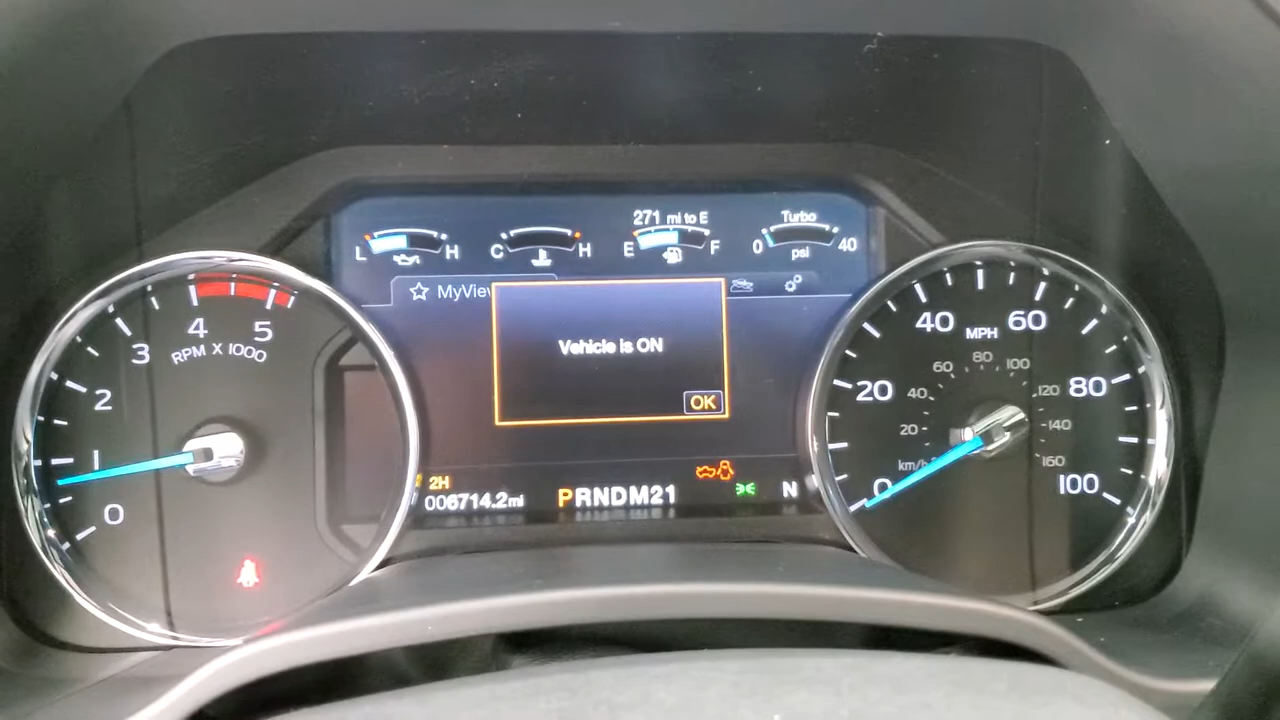 271 mi to E
Turbo
L H
C H
E F
0 40
psi
MyView
Vehicle is ON
OK
2H
006714.2mi
PRNDM21
N
0
1
2
3
4
5
RPM X 1000
0
20
40
60
80
100
MPH
20
40
60
80
100
120
140
160
km/h